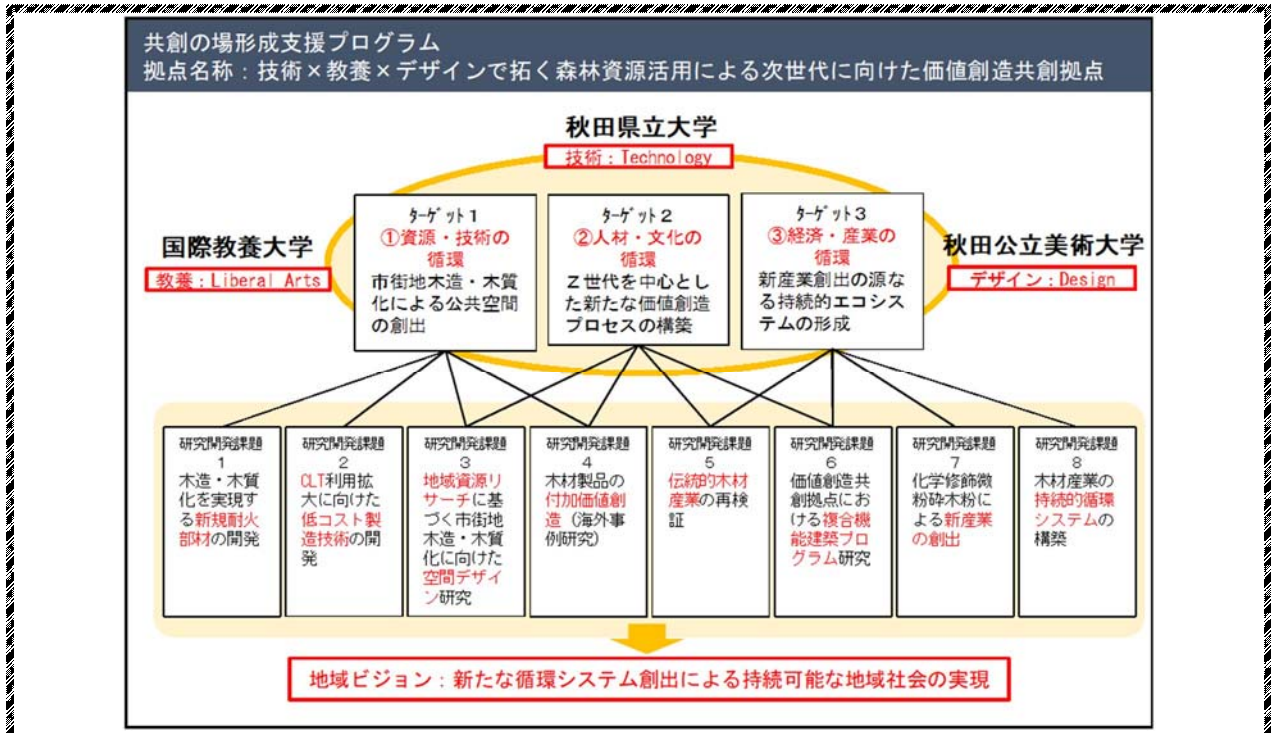 共創の場形成支援プログラム
拠点名称：技術×教養×デザインで拓く森林資源活用による次世代に向けた価値創造共創拠点
秋田県立大学
技術：Technology
国際教養大学
教養：Liberal Arts
秋田公立美術大学
デザイン：Design
ﾀｰｹﾞｯﾄ1
①資源・技術の
循環
市街地木造・木質
化による公共空間
の創出
ﾀｰｹﾞｯﾄ2
②人材・文化の
循環
Ｚ世代を中心とし
た新たな価値創造
プロセスの構築
ﾀｰｹﾞｯﾄ3
③経済・産業の
循環
新産業創出の源な
る持続的エコシス
テムの形成
研究開発課題
1
木造・木質
化を実現す
る新規耐火
部材の開発
研究開発課題
2
CLT利用拡
大に向けた
低コスト製
造技術の開
発
研究開発課題
3
地域資源リ
サーチに基
づく市街地
木造・木質
化に向けた
空間デザイ
ン研究
研究開発課題
4
木材製品の
付加価値創
造（海外事
例研究）
研究開発課題
5
伝統的木材
産業の再検
証
研究開発課題
6
価値創造共
創拠点にお
ける複合機
能建築プロ
グラム研究
研究開発課題
7
化学修飾微
粉砕木粉に
よる新産業
の創出
研究開発課題
8
木材産業の
持続的循環
システムの
構築
地域ビジョン：新たな循環システム創出による持続可能な地域社会の実現